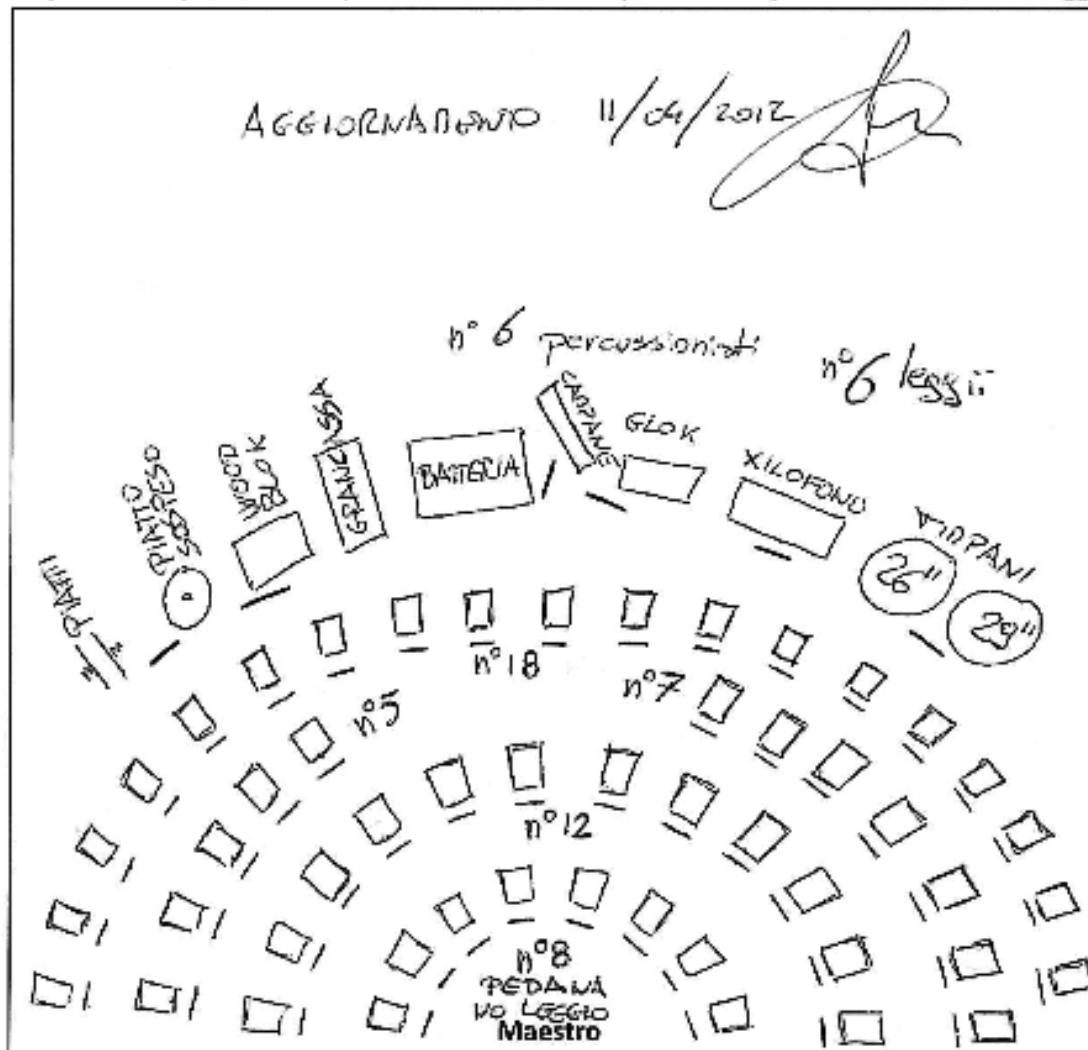 AGGIORNAMENTO 11/04/2012
n° 6 percussionisti
n° 6 leggii
PIATTI
PIATTO
SOSPESO
WOOD
BLOK
GRANCASSA
BATTERIA
CAMPANE
GLOK
XILOFONO
TIMPANI
26"
29"
n° 18
n° 5
n° 7
n° 12
n° 8
PEDANA
NO LEGGIO
Maestro